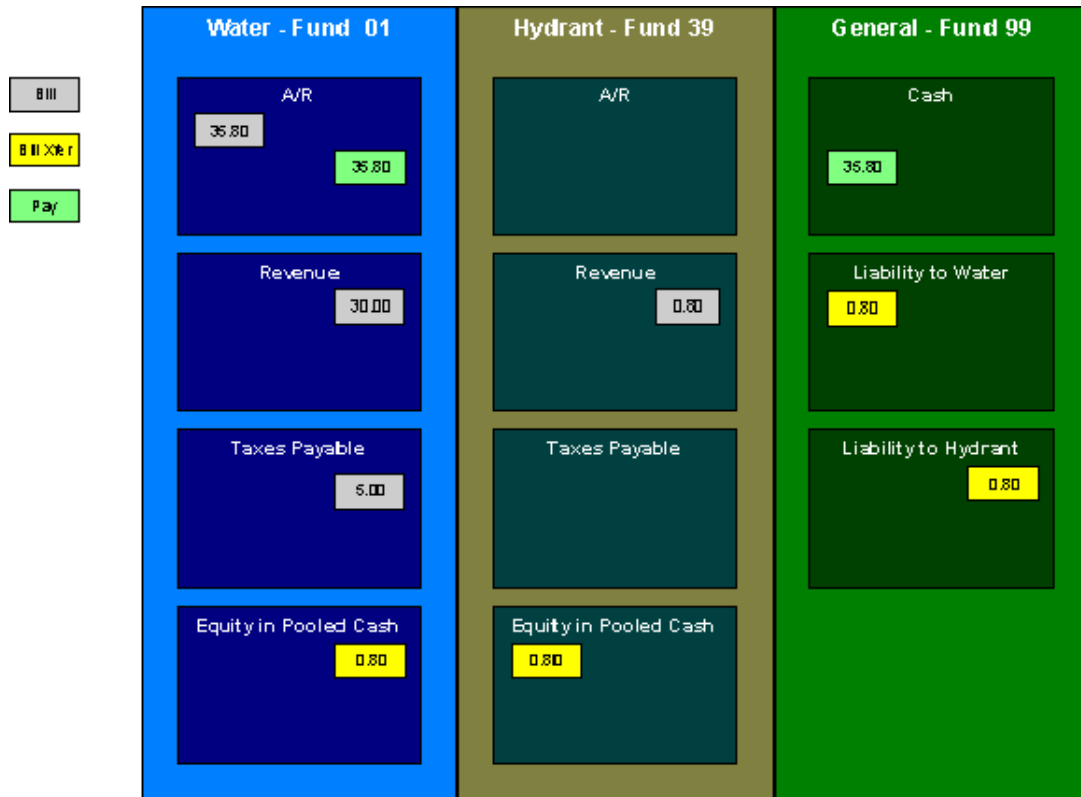 Water - Fund 01
Hydrant - Fund 39
General - Fund 99
Bill
Bill Xfer
Pay
A/R
35.80
35.80
A/R
Cash
35.80
Revenue
30.00
Revenue
0.80
Liability to Water
0.80
Taxes Payable
5.00
Taxes Payable
Liability to Hydrant
0.80
Equity in Pooled Cash
0.80
Equity in Pooled Cash
0.80